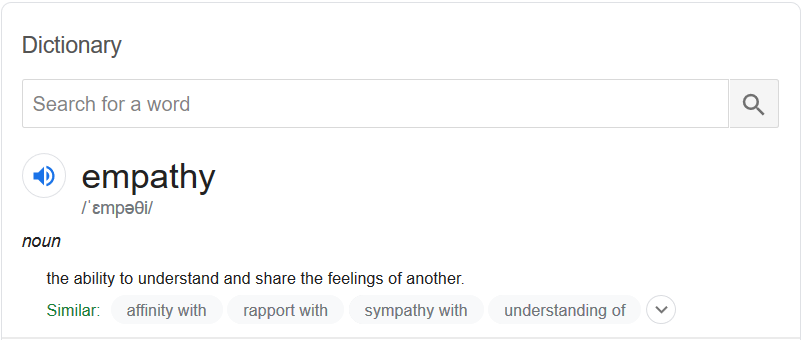 Dictionary
Search for a word
empathy
/ˈɛmpəθi/
noun
the ability to understand and share the feelings of another.
Similar: affinity with rapport with sympathy with understanding of